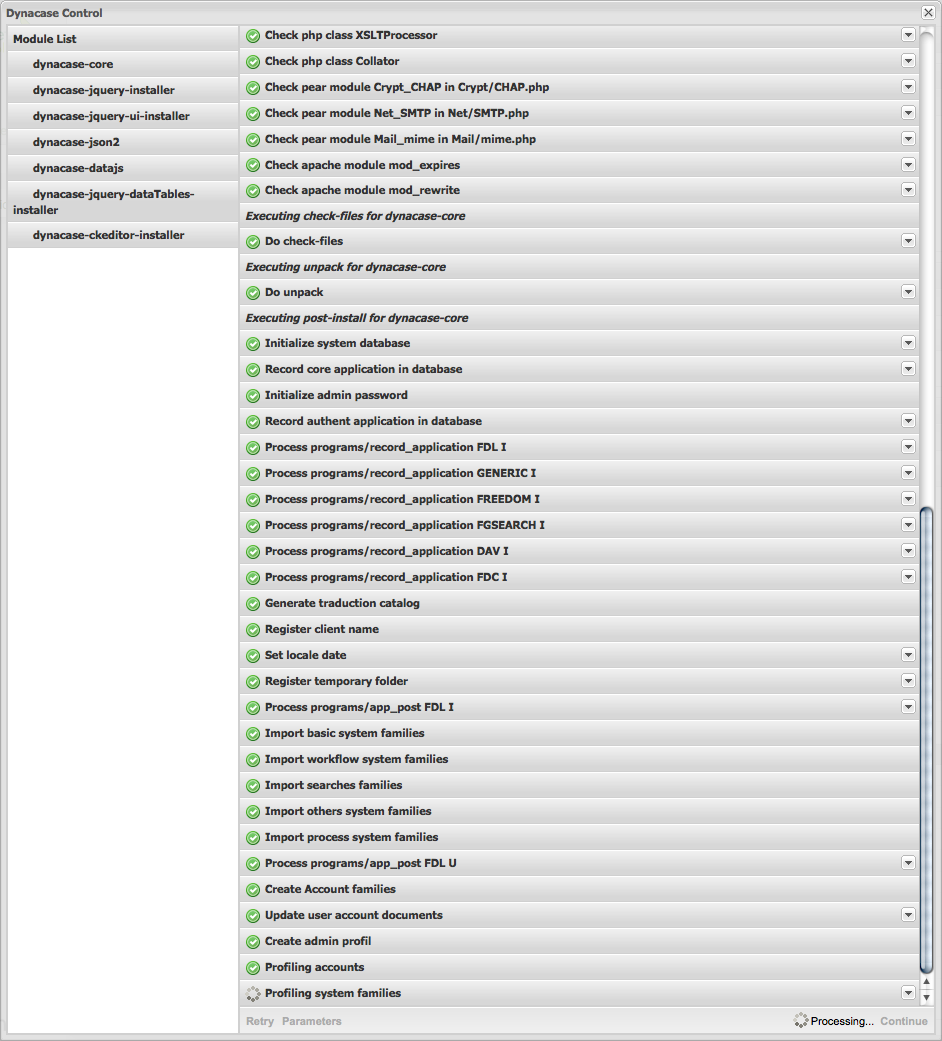 Dynacase Control
Module List
dynacase-core
dynacase-jquery-installer
dynacase-jquery-ui-installer
dynacase-json2
dynacase-datajs
dynacase-jquery-dataTables-
installer
dynacase-ckeditor-installer
Check php class XSLTProcessor
Check php class Collator
Check pear module Crypt_CHAP in Crypt/CHAP.php
Check pear module Net_SMTP in Net/SMTP.php
Check pear module Mail_mime in Mail/mime.php
Check apache module mod_expires
Check apache module mod_rewrite
Executing check-files for dynacase-core
Do check-files
Executing unpack for dynacase-core
Do unpack
Executing post-install for dynacase-core
Initialize system database
Record core application in database
Initialize admin password
Record authent application in database
Process programs/record_application FDL I
Process programs/record_application GENERIC I
Process programs/record_application FREEDOM I
Process programs/record_application FGSEARCH I
Process programs/record_application DAV I
Process programs/record_application FDC I
Generate traduction catalog
Register client name
Set locale date
Register temporary folder
Process programs/app_post FDL I
Import basic system families
Import workflow system families
Import searches families
Import others system families
Import process system families
Process programs/app_post FDL U
Create Account families
Update user account documents
Create admin profil
Profiling accounts
Profiling system families
Retry Parameters Processing... Continue